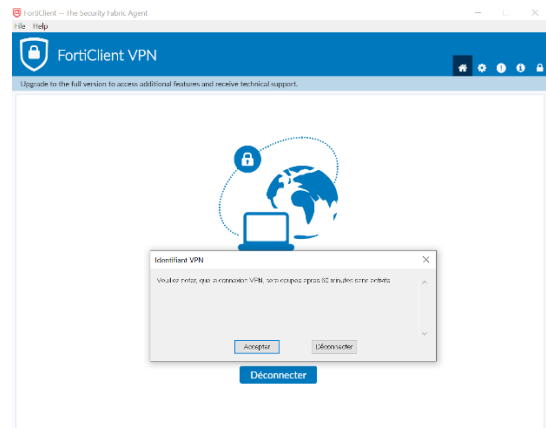 FortiClient -- The Security Fabric Agent
File Help
FortiClient VPN
Upgrade to the full version to access additional features and receive technical support.
Identifiant VPN
Veuillez noter, que la connexion VPN, sera coupée après 60 minutes sans activité
Accepter Déconnecter
Déconnecter